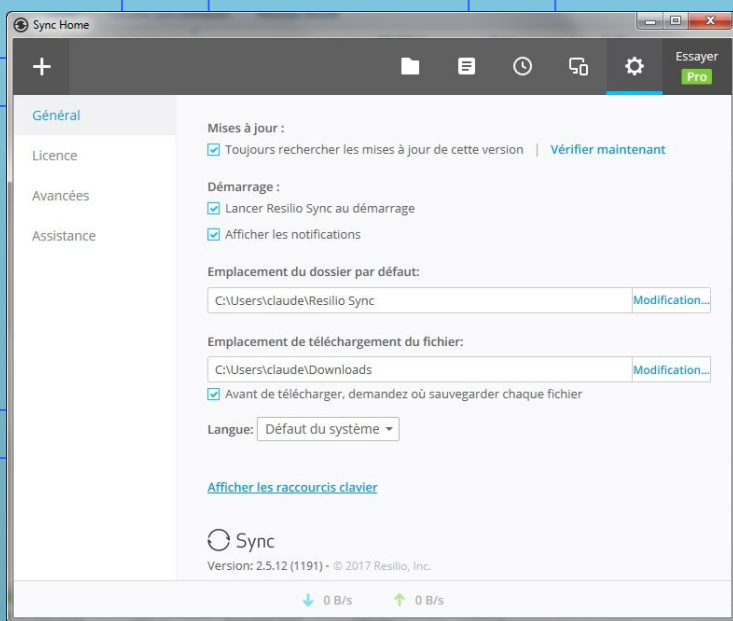 Sync Home
Essayer
Pro
Général
Licence
Avancées
Assistance
Mises à jour :
Toujours rechercher les mises à jour de cette version | Vérifier maintenant
Démarrage :
Lancer Resilio Sync au démarrage
Afficher les notifications
Emplacement du dossier par défaut:
C:\Users\claude\Resilio Sync Modification...
Emplacement de téléchargement du fichier:
C:\Users\claude\Downloads Modification...
Avant de télécharger, demandez où sauvegarder chaque fichier
Langue: Défaut du système
Afficher les raccourcis clavier
Sync
Version: 2.5.12 (1191) - © 2017 Resilio, Inc.
0 B/s 0 B/s